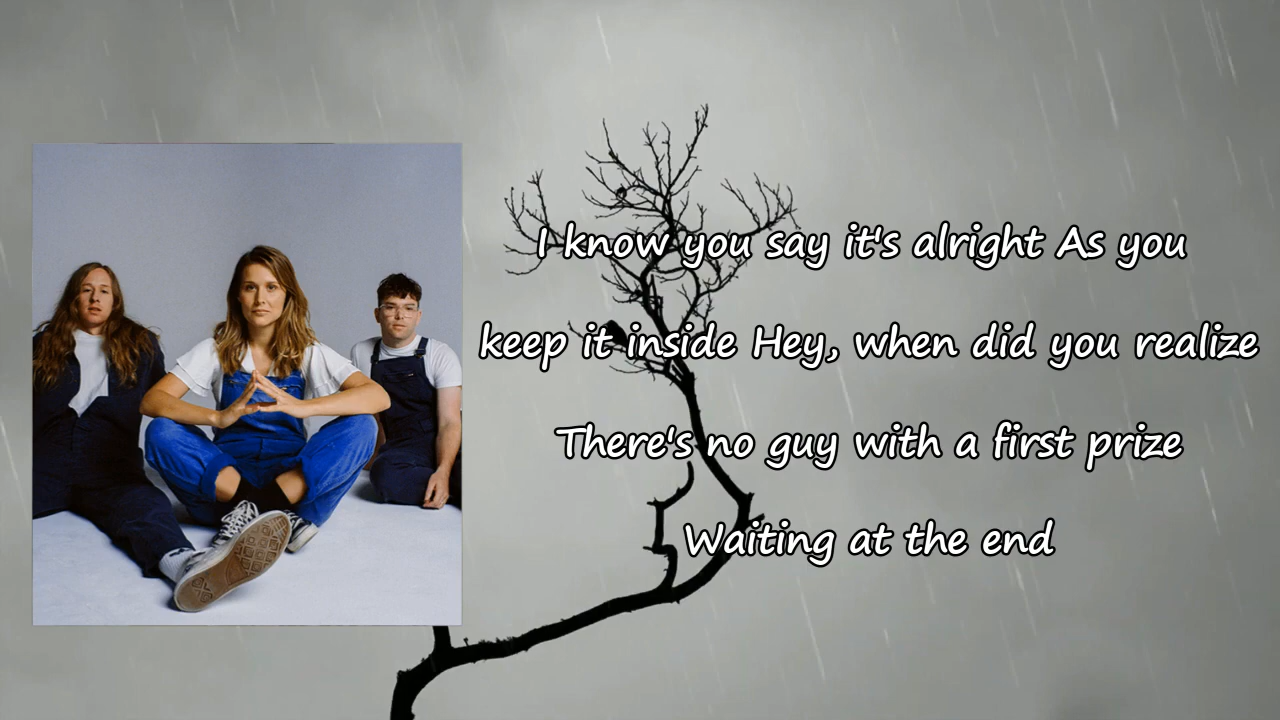 I know you say it's alright As you
keep it inside Hey, when did you realize
There's no guy with a first prize
Waiting at the end